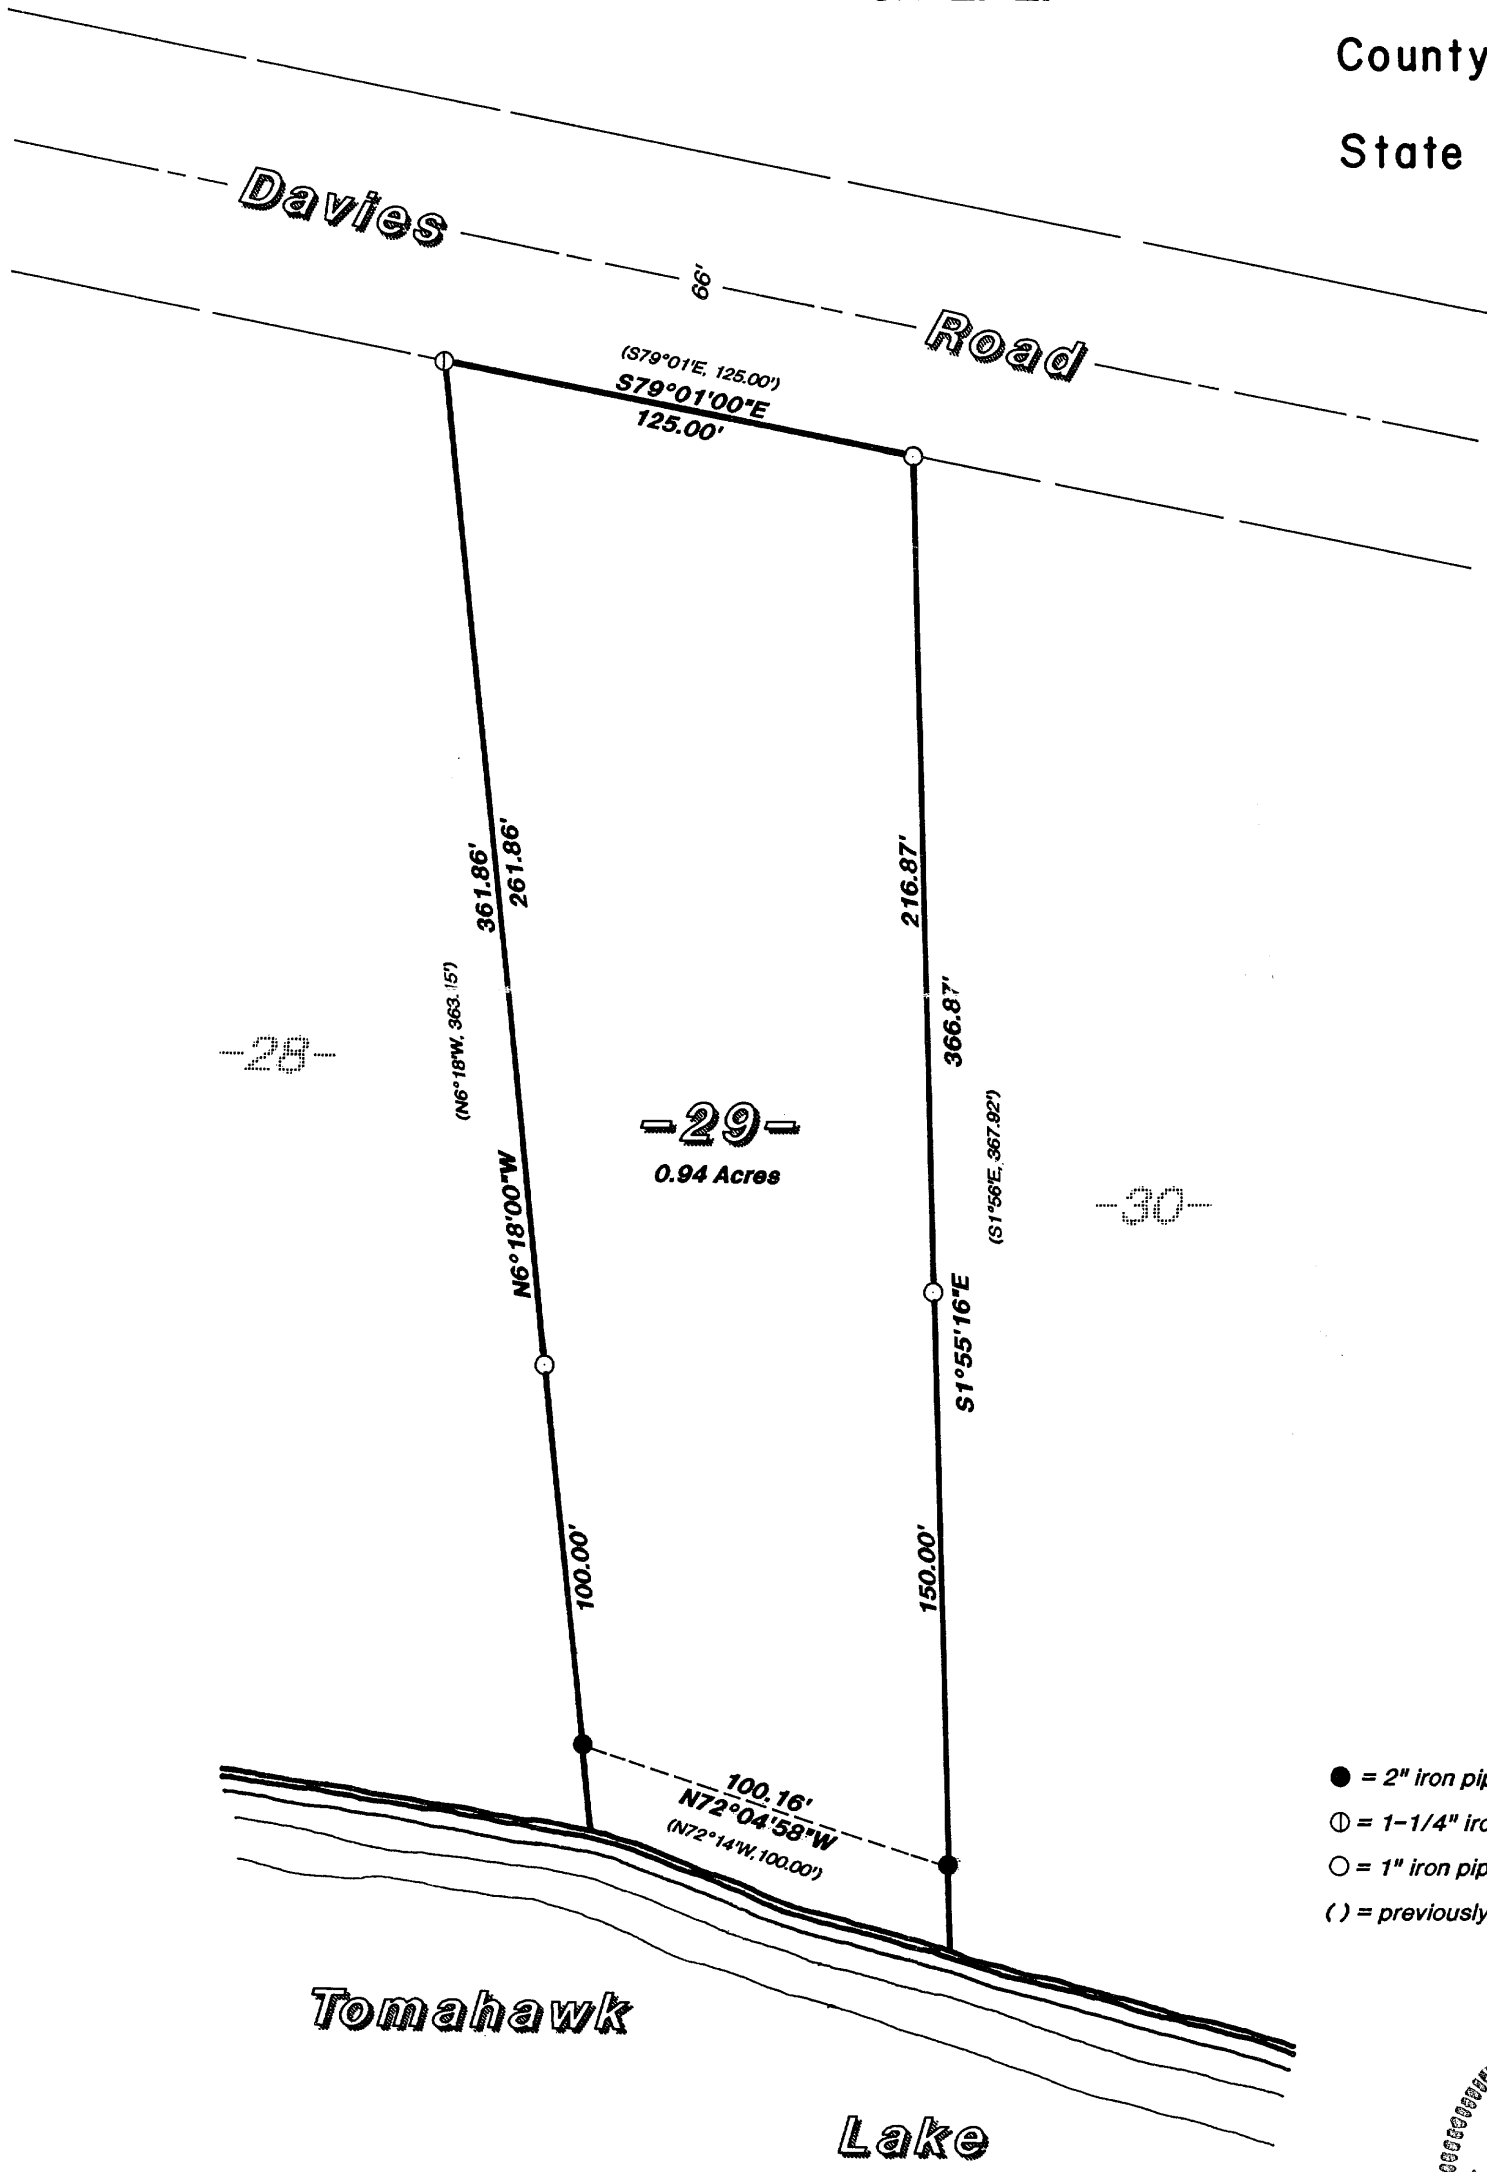 County
State
Davies
66'
Road
(S79°01'E, 125.00')
S79°01'00"E
125.00'
361.86'
261.86'
216.87'
366.87'
(N6°18'W, 363.15')
-28-
-29-
0.94 Acres
(S1°56'E, 367.92')
-30-
N6°18'00"W
S1°55'16"E
100.00'
150.00'
100.16'
N72°04'58"W
(N72°14'W, 100.00')
● = 2" iron
⦶ = 1-1/4"
○ = 1" iron
( ) = previously
Tomahawk
Lake